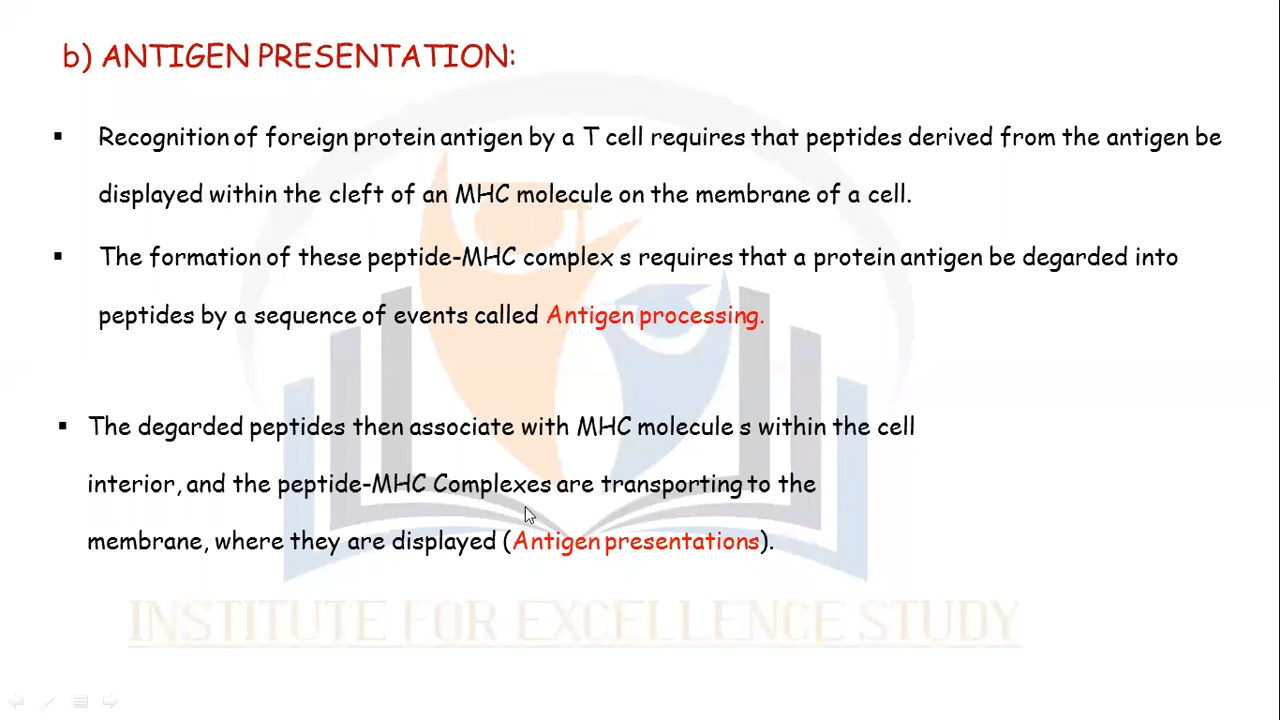 b) ANTIGEN PRESENTATION:
▪ Recognition of foreign protein antigen by a T cell requires that peptides derived from the antigen be
displayed within the cleft of an MHC molecule on the membrane of a cell.
▪ The formation of these peptide-MHC complex s requires that a protein antigen be degarded into
peptides by a sequence of events called Antigen processing.
▪ The degarded peptides then associate with MHC molecule s within the cell
interior, and the peptide-MHC Complexes are transporting to the
membrane, where they are displayed (Antigen presentations).
INSTITUTE FOR EXCELLENCE STUDY